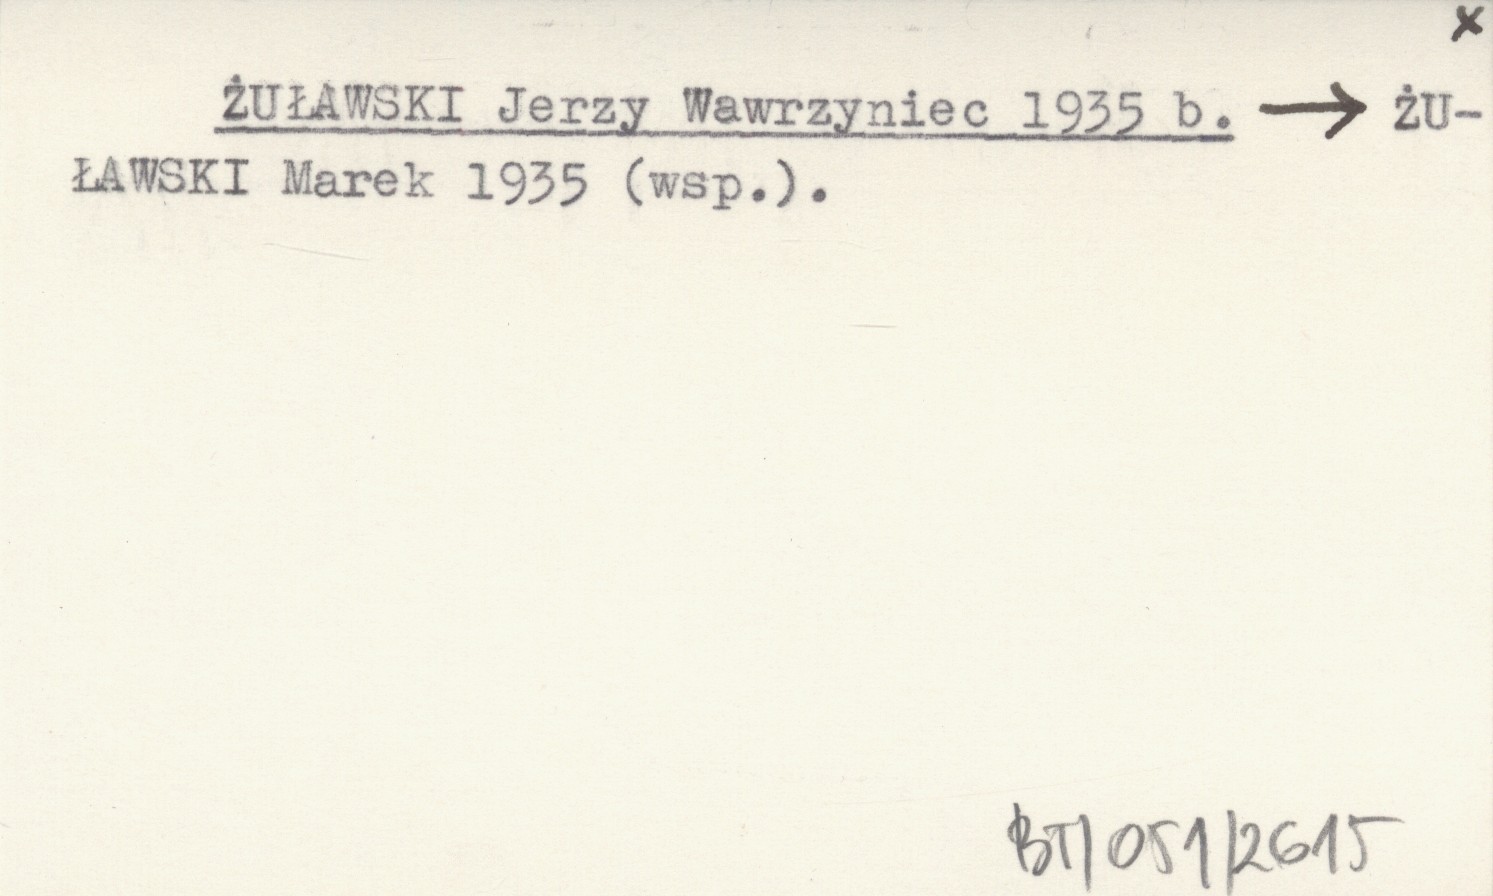 x
ŻUŁAWSKI Jerzy Wawrzyniec 1935 b. → ŻU-
ŁAWSKI Marek 1935 (wsp.).
BT/051/2615